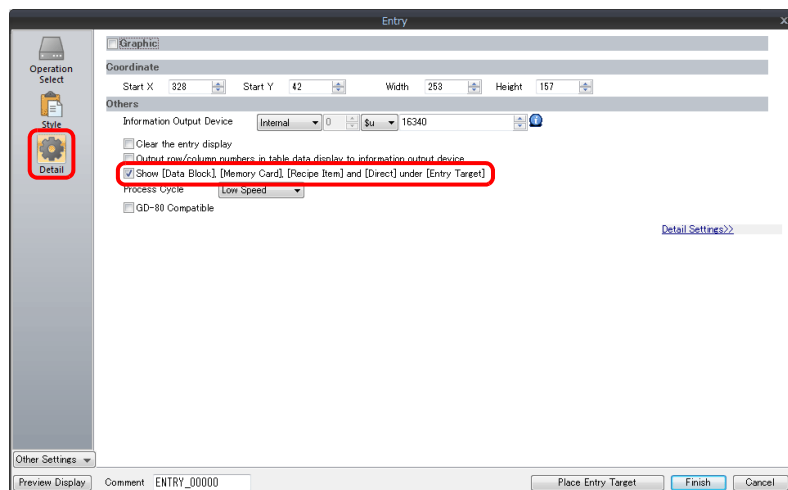 Entry
x
Graphic
Operation
Select
Style
Detail
Coordinate
Start X 328 Start Y 42 Width 253 Height 157
Others
Information Output Device Internal 0 $u 16340
Clear the entry display
Output row/column numbers in table data display to information output device
Show [Data Block], [Memory Card], [Recipe Item] and [Direct] under [Entry Target]
Process Cycle Low Speed
GD-80 Compatible
Detail Settings>>
Other Settings
Preview Display Comment ENTRY_00000 Place Entry Target Finish Cancel